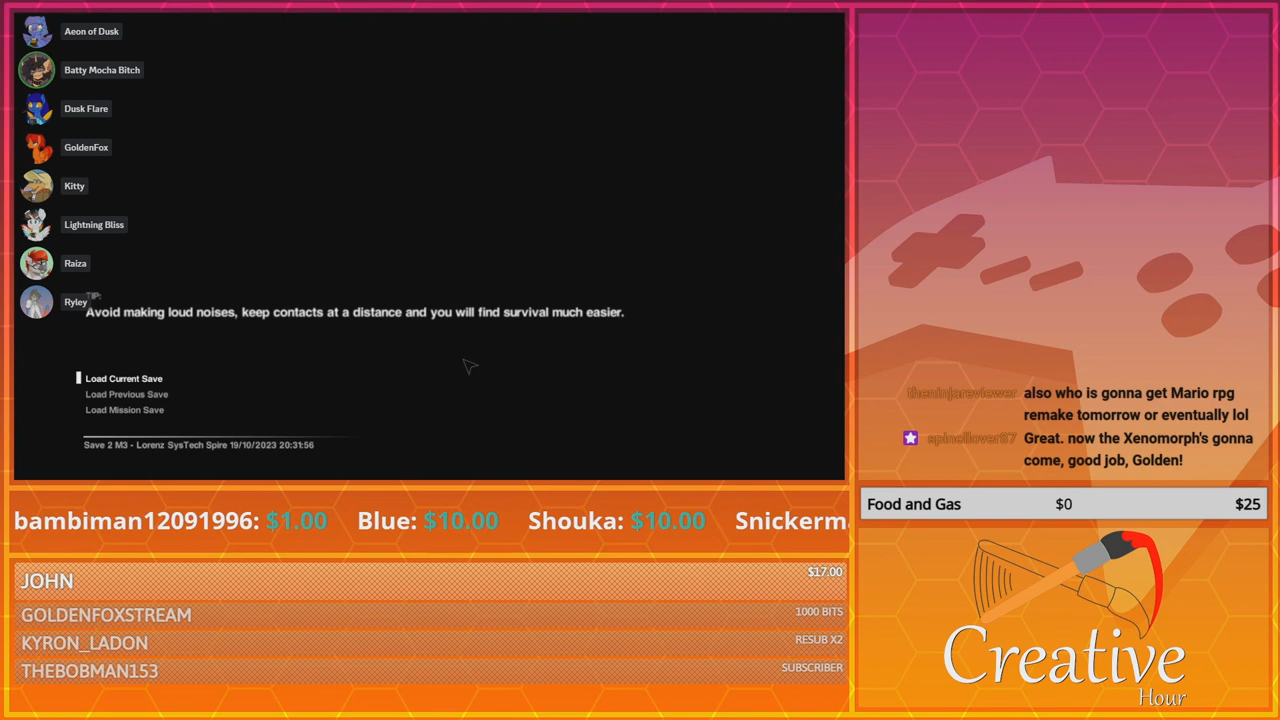 Aeon of Dusk
Batty Mocha Bitch
Dusk Flare
GoldenFox
Kitty
Lightning Bliss
Raiza
Ryley
TIP:
Avoid making loud noises, keep contacts at a distance and you will find survival much easier.
Load Current Save
Load Previous Save
Load Mission Save
Save 2 M3 - Lorenz SysTech Spire 19/10/2023 20:31:56
theninjareviewer also who is gonna get Mario rpg
remake tomorrow or eventually lol
spinelllover87 Great. now the Xenomorph's gonna
come, good job, Golden!
Food and Gas $0 $25
bambiman12091996: $1.00 Blue: $10.00 Shouka: $10.00 Snickerm
JOHN $17.00
GOLDENFOXSTREAM 1000 BITS
KYRON_LADON RESUB X2
THEBOBMAN153 SUBSCRIBER
Creative
Hour